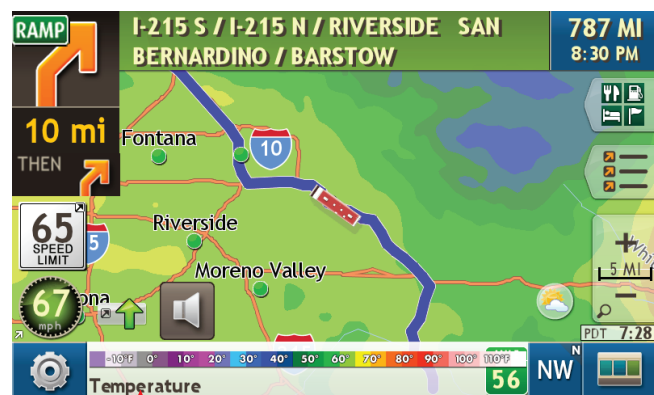 RAMP
I-215 S / I-215 N / RIVERSIDE SAN
BERNARDINO / BARSTOW
787 MI
8:30 PM
10 mi
THEN
Fontana
10
65
SPEED
LIMIT
5
Riverside
Moreno Valley
67
mph
ona
5 MI
PDT 7:28
-10°F 0° 10° 20° 30° 40° 50° 60° 70° 80° 90° 100° 110°F
Temperature
56
NW
N